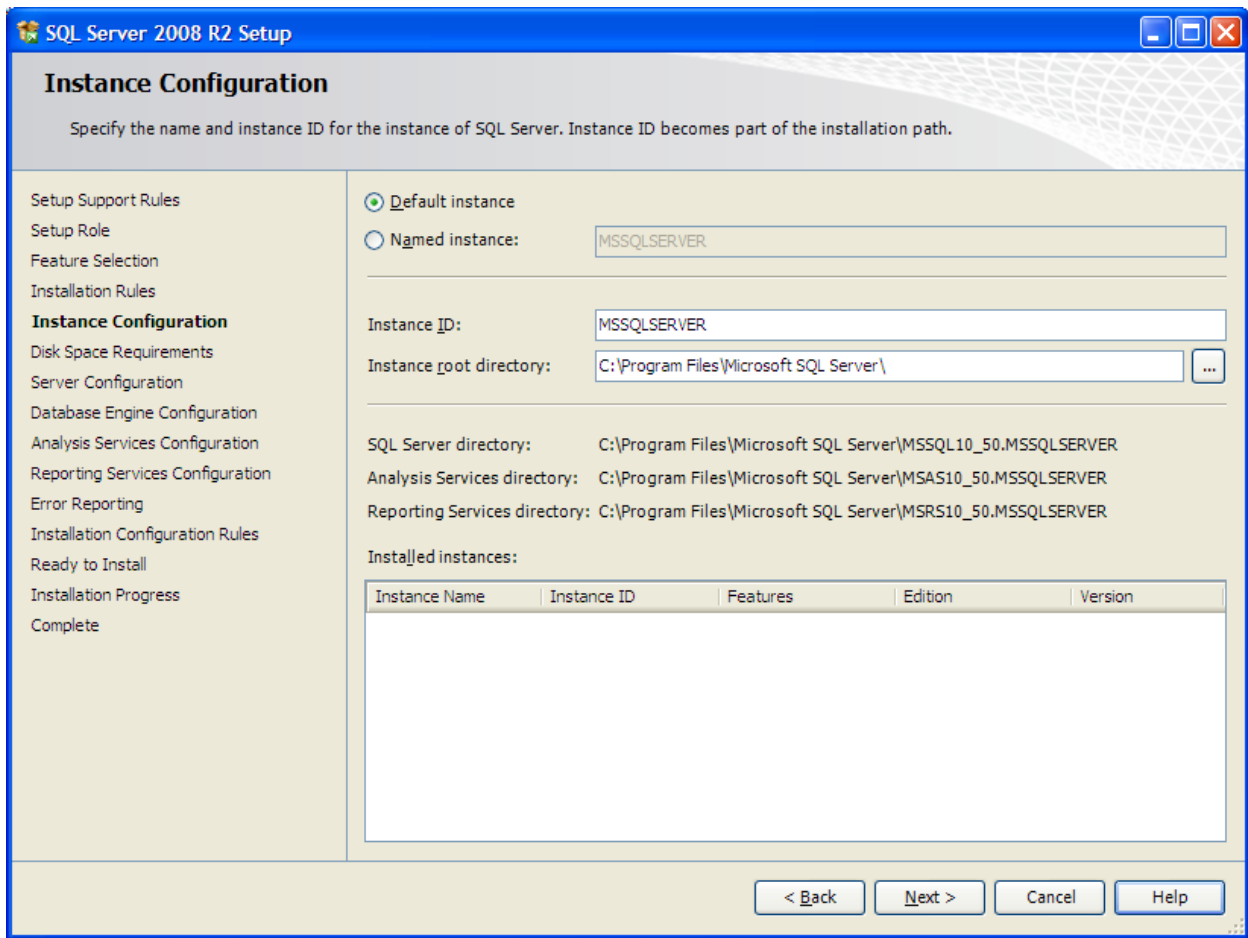 SQL Server 2008 R2 Setup
Instance Configuration
Specify the name and instance ID for the instance of SQL Server. Instance ID becomes part of the installation path.
Setup Support Rules
Setup Role
Feature Selection
Installation Rules
Instance Configuration
Disk Space Requirements
Server Configuration
Database Engine Configuration
Analysis Services Configuration
Reporting Services Configuration
Error Reporting
Installation Configuration Rules
Ready to Install
Installation Progress
Complete
Default instance
Named instance: MSSQLSERVER
Instance ID: MSSQLSERVER
Instance root directory: C:\Program Files\Microsoft SQL Server\ ...
SQL Server directory: C:\Program Files\Microsoft SQL Server\MSSQL10_50.MSSQLSERVER
Analysis Services directory: C:\Program Files\Microsoft SQL Server\MSAS10_50.MSSQLSERVER
Reporting Services directory: C:\Program Files\Microsoft SQL Server\MSRS10_50.MSSQLSERVER
Installed instances:
Instance Name Instance ID Features Edition Version
< Back Next > Cancel Help